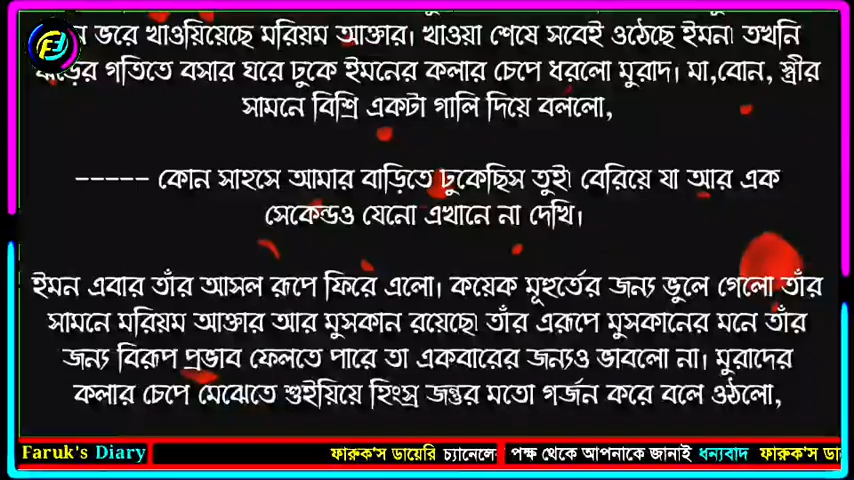 ভরে খাওয়িয়েছে মরিয়ম আক্তার। খাওয়া শেষে সবেই ওঠেছে ইমন। তখনি
ঝড়ের গতিতে বসার ঘরে ঢুকে ইমনের কলার চেপে ধরলো মুরাদ। মা,বোন, স্ত্রীর
সামনে বিশ্রি একটা গালি দিয়ে বললো,
----- কোন সাহসে আমার বাড়িতে ঢুকেছিস তুই। বেরিয়ে যা আর এক
সেকেন্ডও যেনো এখানে না দেখি।
ইমন এবার তাঁর আসল রূপে ফিরে এলো। কয়েক মূহুর্তের জন্য ভুলে গেলো তাঁর
সামনে মরিয়ম আক্তার আর মুসকান রয়েছে। তাঁর এরূপে মুসকানের মনে তাঁর
জন্য বিরূপ প্রভাব ফেলতে পারে তা একবারের জন্যও ভাবলো না। মুরাদের
কলার চেপে মেঝেতে শুইয়িয়ে হিংস্র জন্তুর মতো গর্জন করে বলে ওঠলো,
Faruk's Diary ফারুক'স ডায়েরি চ্যানেলে পক্ষ থেকে আপনাকে জানাই ধন্যবাদ ফারুক'স